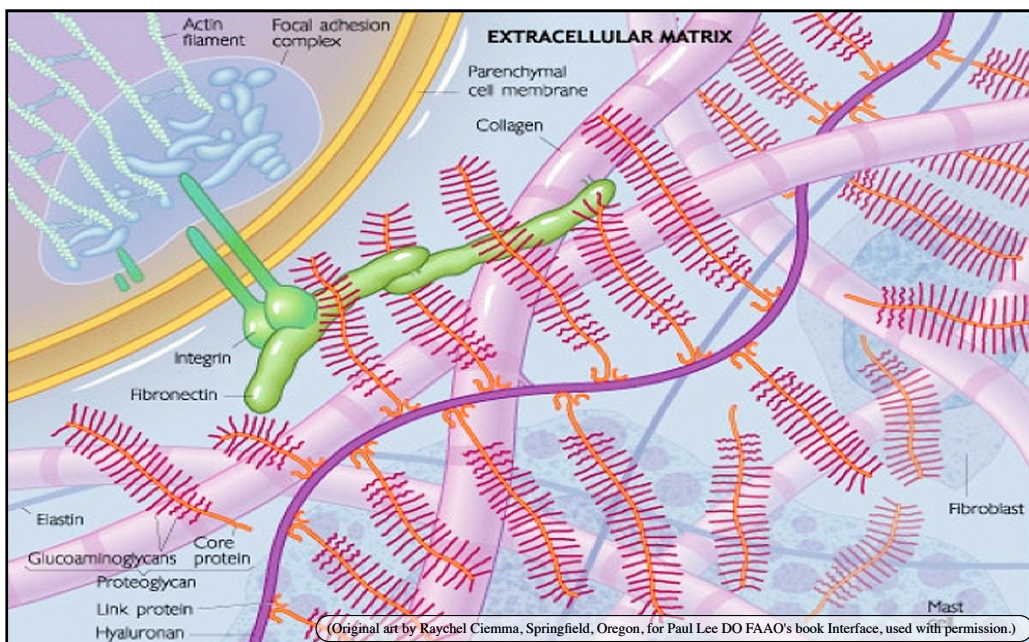 Actin
filament
Focal adhesion
complex
EXTRACELLULAR MATRIX
Parenchymal
cell membrane
Collagen
Integrin
Fibronectin
Elastin
Glucoaminoglycans
Core
protein
Proteoglycan
Link protein
Hyaluronan
Fibroblast
Mast
(Original art by Raychel Ciemma, Springfield, Oregon, for Paul Lee DO FAAO's book Interface, used with permission.)